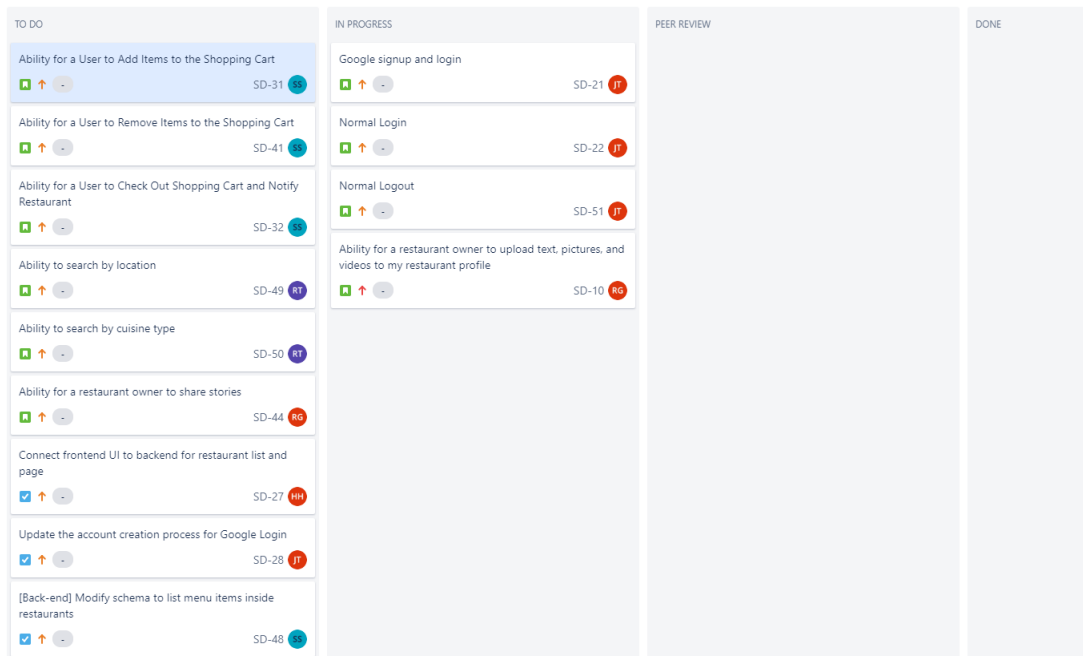 TO DO
Ability for a User to Add Items to the Shopping Cart
-
SD-31 SS
Ability for a User to Remove Items to the Shopping Cart
-
SD-41 SS
Ability for a User to Check Out Shopping Cart and Notify
Restaurant
-
SD-32 SS
Ability to search by location
-
SD-49 RT
Ability to search by cuisine type
-
SD-50 RT
Ability for a restaurant owner to share stories
-
SD-44 RG
Connect frontend UI to backend for restaurant list and
page
-
SD-27 HH
Update the account creation process for Google Login
-
SD-28 JT
[Back-end] Modify schema to list menu items inside
restaurants
-
SD-48 SS
IN PROGRESS
Google signup and login
-
SD-21 JT
Normal Login
-
SD-22 JT
Normal Logout
-
SD-51 JT
Ability for a restaurant owner to upload text, pictures, and
videos to my restaurant profile
-
SD-10 RG
PEER REVIEW
DONE